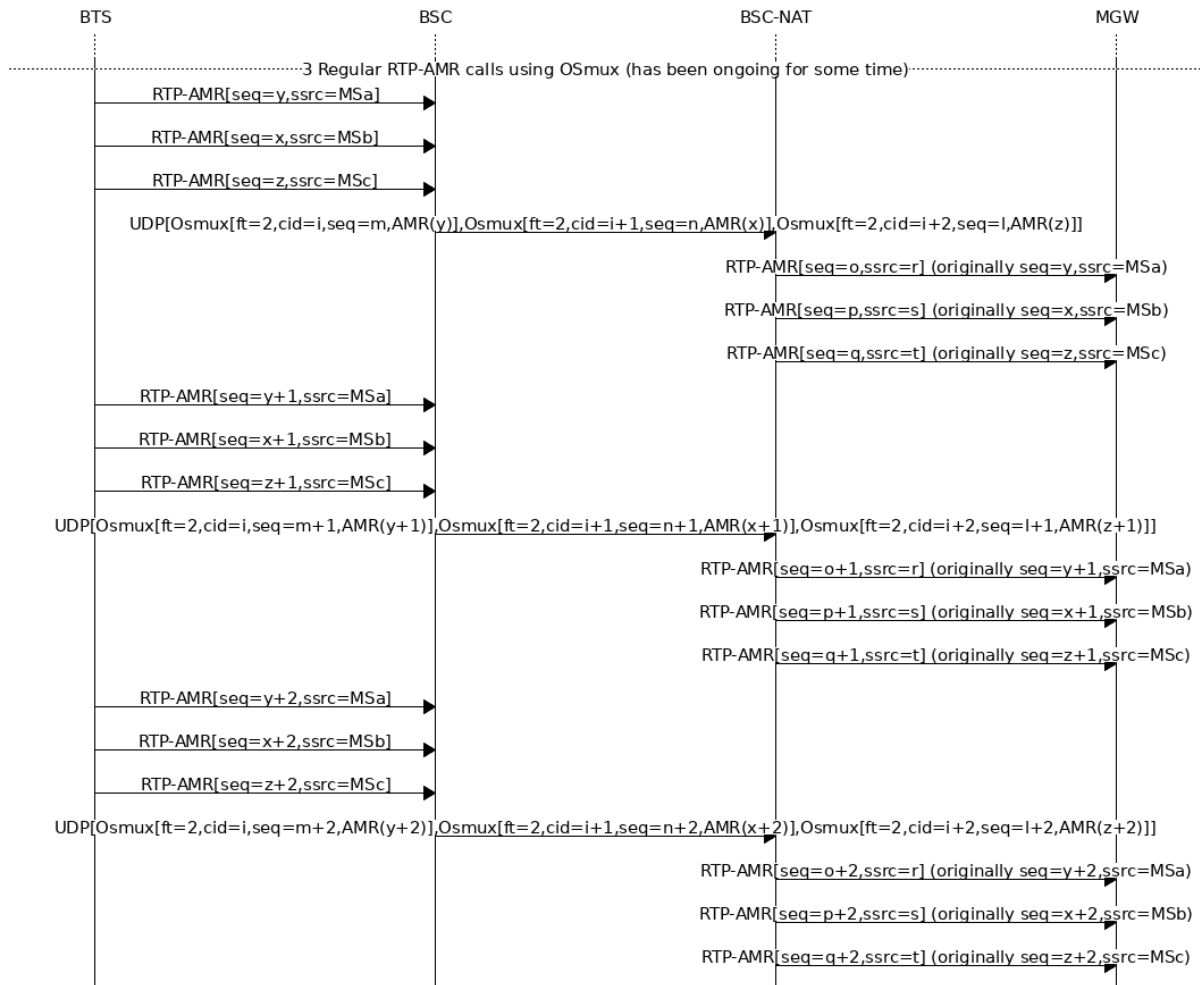 BTS BSC BSC-NAT MGW
3 Regular RTP-AMR calls using OSmux (has been ongoing for some time)
RTP-AMR[seq=y,ssrc=MSa]
RTP-AMR[seq=x,ssrc=MSb]
RTP-AMR[seq=z,ssrc=MSc]
UDP[Osmux[ft=2,cid=i,seq=m,AMR(y)],Osmux[ft=2,cid=i+1,seq=n,AMR(x)],Osmux[ft=2,cid=i+2,seq=l,AMR(z)]]
RTP-AMR[seq=o,ssrc=r] (originally seq=y,ssrc=MSa)
RTP-AMR[seq=p,ssrc=s] (originally seq=x,ssrc=MSb)
RTP-AMR[seq=q,ssrc=t] (originally seq=z,ssrc=MSc)
RTP-AMR[seq=y+1,ssrc=MSa]
RTP-AMR[seq=x+1,ssrc=MSb]
RTP-AMR[seq=z+1,ssrc=MSc]
UDP[Osmux[ft=2,cid=i,seq=m+1,AMR(y+1)],Osmux[ft=2,cid=i+1,seq=n+1,AMR(x+1)],Osmux[ft=2,cid=i+2,seq=l+1,AMR(z+1)]]
RTP-AMR[seq=o+1,ssrc=r] (originally seq=y+1,ssrc=MSa)
RTP-AMR[seq=p+1,ssrc=s] (originally seq=x+1,ssrc=MSb)
RTP-AMR[seq=q+1,ssrc=t] (originally seq=z+1,ssrc=MSc)
RTP-AMR[seq=y+2,ssrc=MSa]
RTP-AMR[seq=x+2,ssrc=MSb]
RTP-AMR[seq=z+2,ssrc=MSc]
UDP[Osmux[ft=2,cid=i,seq=m+2,AMR(y+2)],Osmux[ft=2,cid=i+1,seq=n+2,AMR(x+2)],Osmux[ft=2,cid=i+2,seq=l+2,AMR(z+2)]]
RTP-AMR[seq=o+2,ssrc=r] (originally seq=y+2,ssrc=MSa)
RTP-AMR[seq=p+2,ssrc=s] (originally seq=x+2,ssrc=MSb)
RTP-AMR[seq=q+2,ssrc=t] (originally seq=z+2,ssrc=MSc)